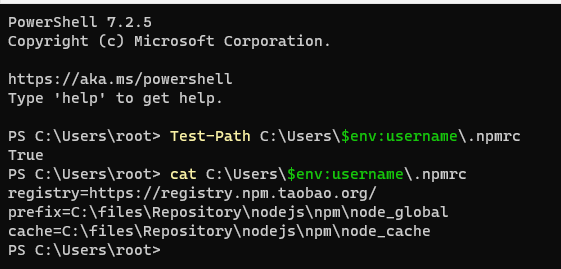 PowerShell 7.2.5
Copyright (c) Microsoft Corporation.
https://aka.ms/powershell
Type 'help' to get help.
PS C:\Users\root> Test-Path C:\Users\$env:username\.npmrc
True
PS C:\Users\root> cat C:\Users\$env:username\.npmrc
registry=https://registry.npm.taobao.org/
prefix=C:\files\Repository\nodejs\npm\node_global
cache=C:\files\Repository\nodejs\npm\node_cache
PS C:\Users\root>